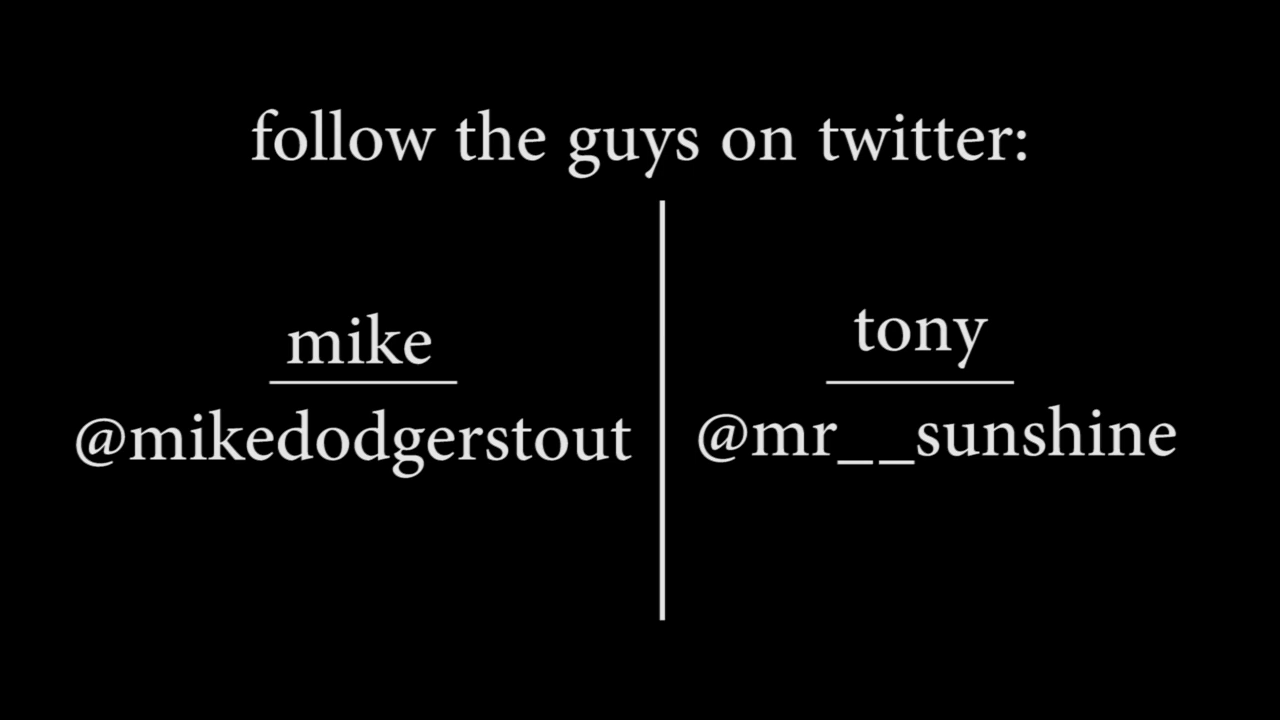 follow the guys on twitter:
mike
@mikedodgerstout
tony
@mr__sunshine